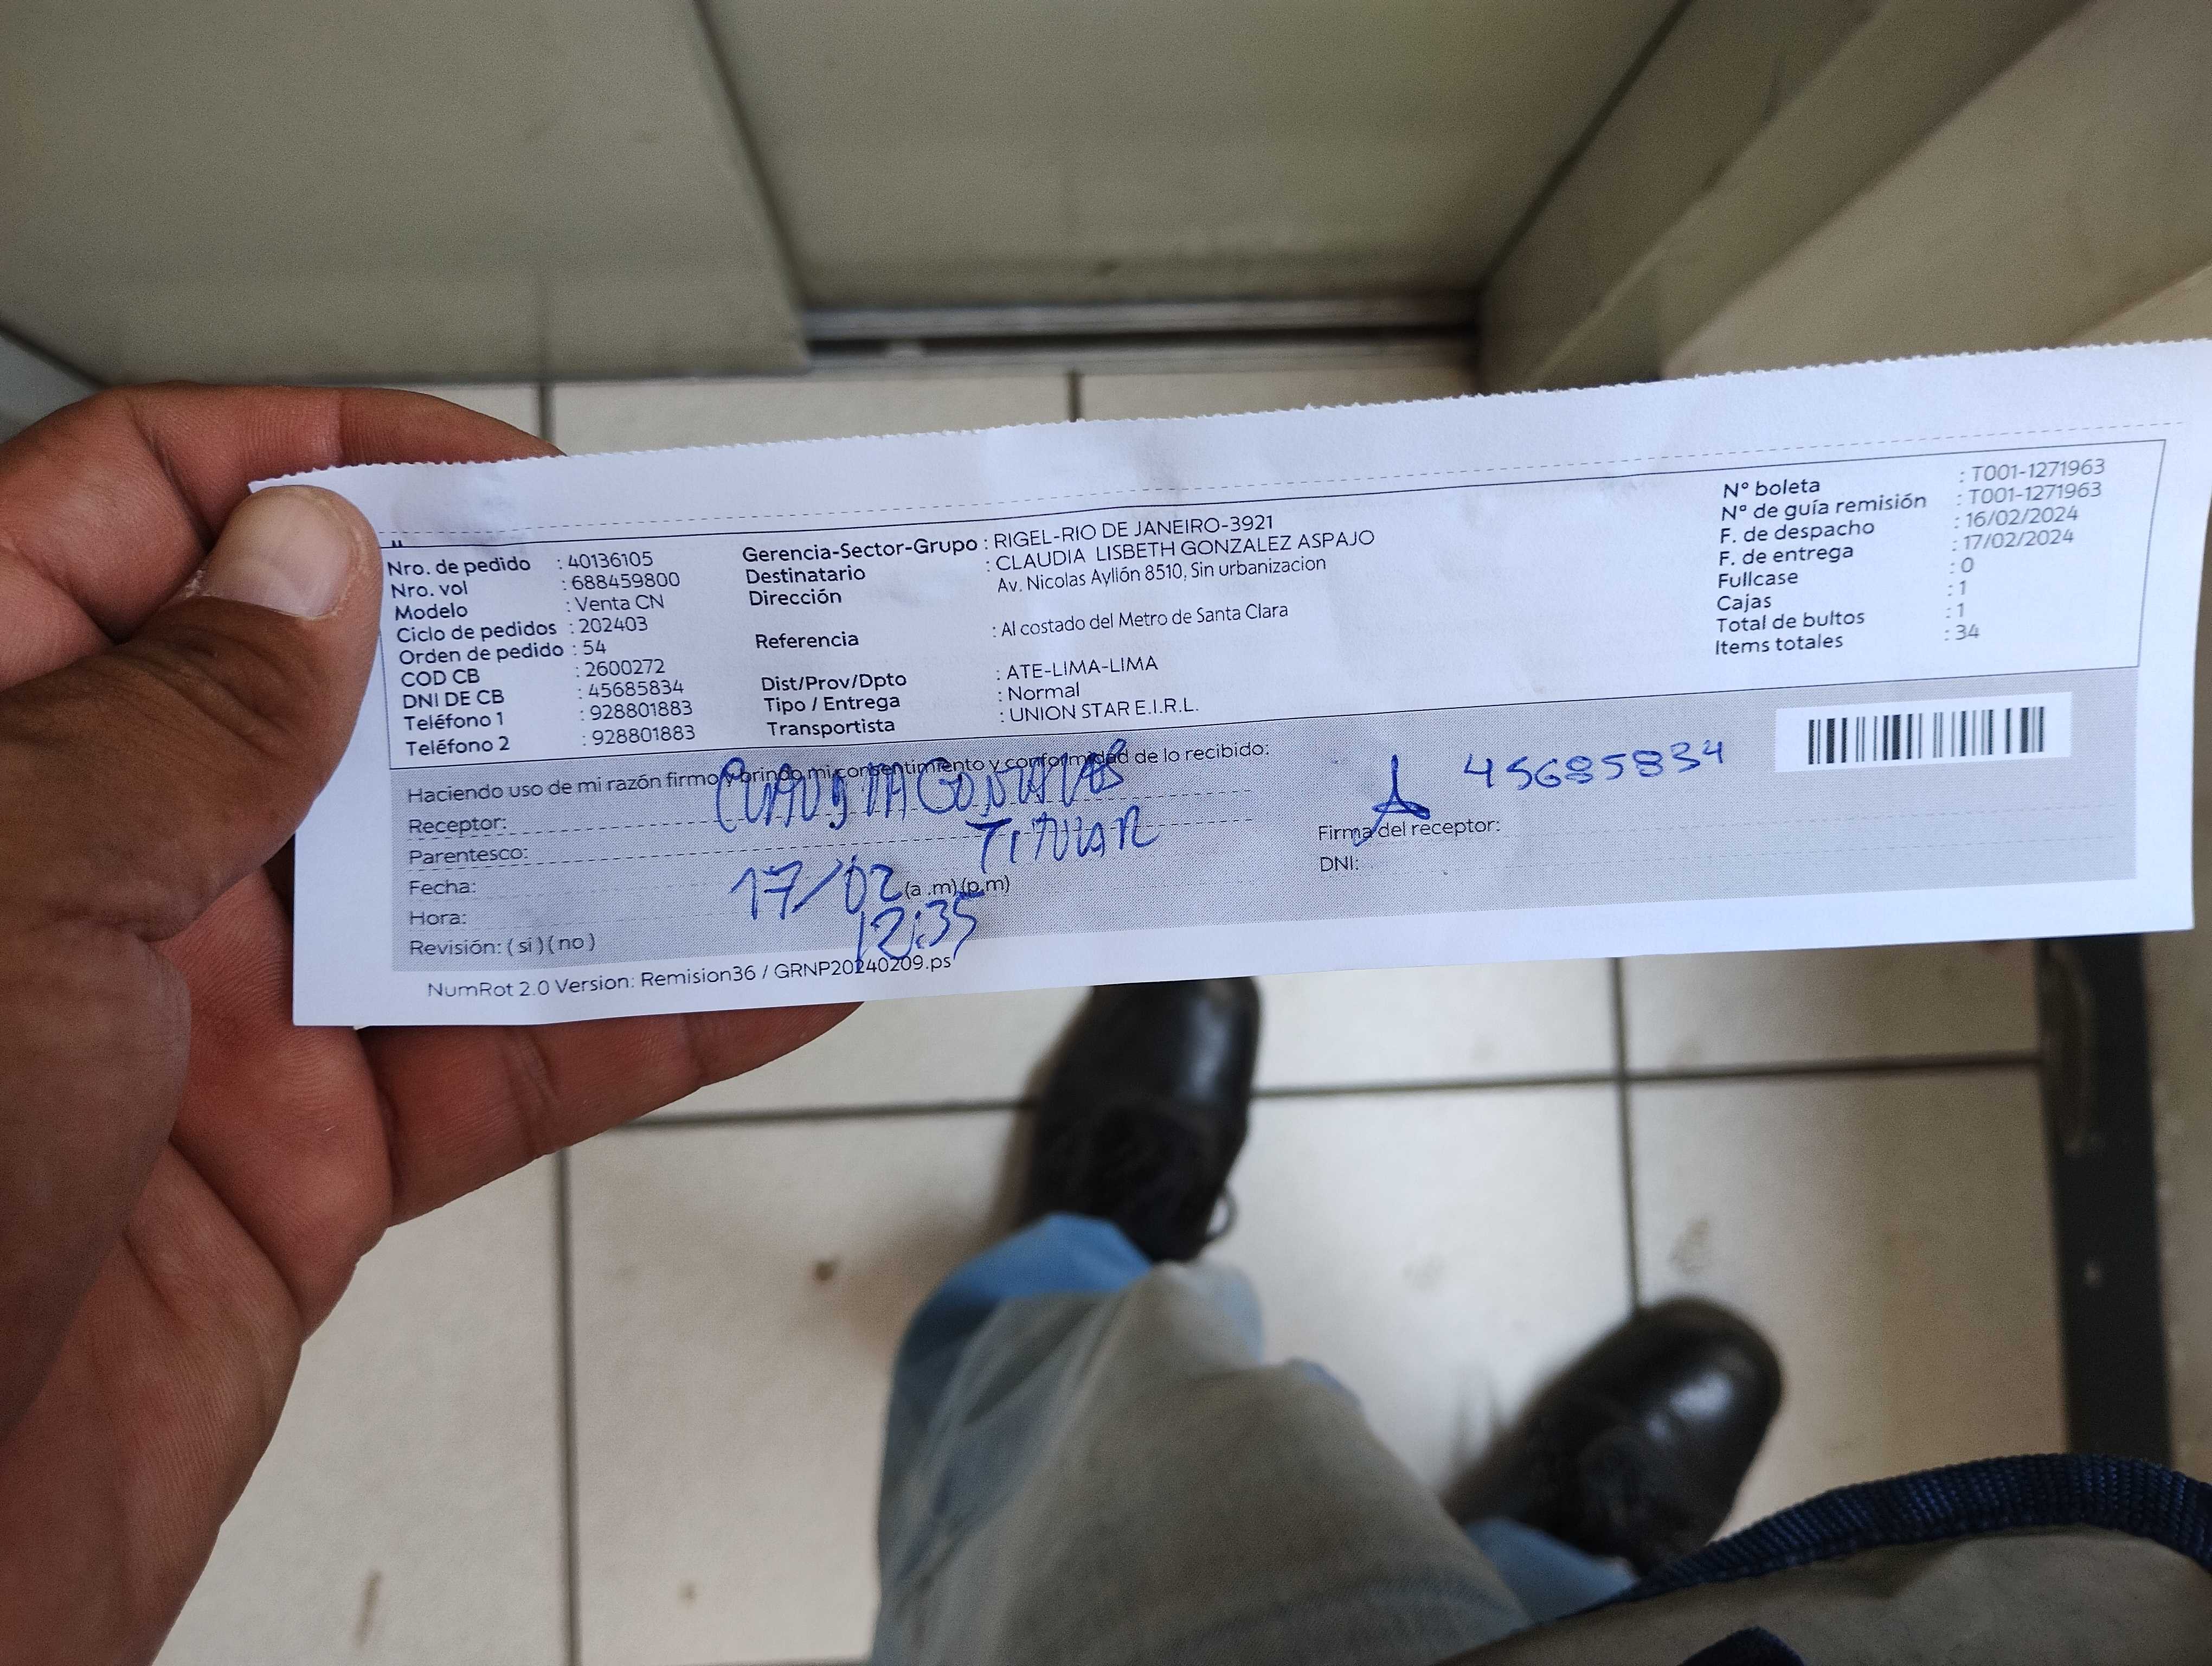 Nro. de pedido : 40136105
Nro. vol : 688459800
Modelo : Venta CN
Ciclo de pedidos : 202403
Orden de pedido : 54
COD CB : 2600272
DNI DE CB : 45685834
Teléfono 1 : 928801883
Teléfono 2 : 928801883
Gerencia-Sector-Grupo : RIGEL-RIO DE JANEIRO-3921
Destinatario : CLAUDIA LISBETH GONZALEZ ASPAJO
Dirección Av. Nicolas Ayllón 8510, Sin urbanizacion
Referencia : Al costado del Metro de Santa Clara
Dist/Prov/Dpto : ATE-LIMA-LIMA
Tipo / Entrega : Normal
Transportista : UNION STAR E.I.R.L.
N° boleta : T001-1271963
N° de guía remisión : T001-1271963
F. de despacho : 16/02/2024
F. de entrega : 17/02/2024
Fullcase : 0
Cajas : 1
Total de bultos : 1
Items totales : 34
Haciendo uso de mi razón firmo y brindo mi consentimiento y conformidad de lo recibido:
Receptor: CLAUDIA
Parentesco: TITULAR
Fecha: 17/02 (a .m) (p.m)
Hora: 12:35
Revisión: ( si ) ( no )
45685834
Firma del receptor:
DNI:
NumRot 2.0 Version: Remision36 / GRNP20240209.ps